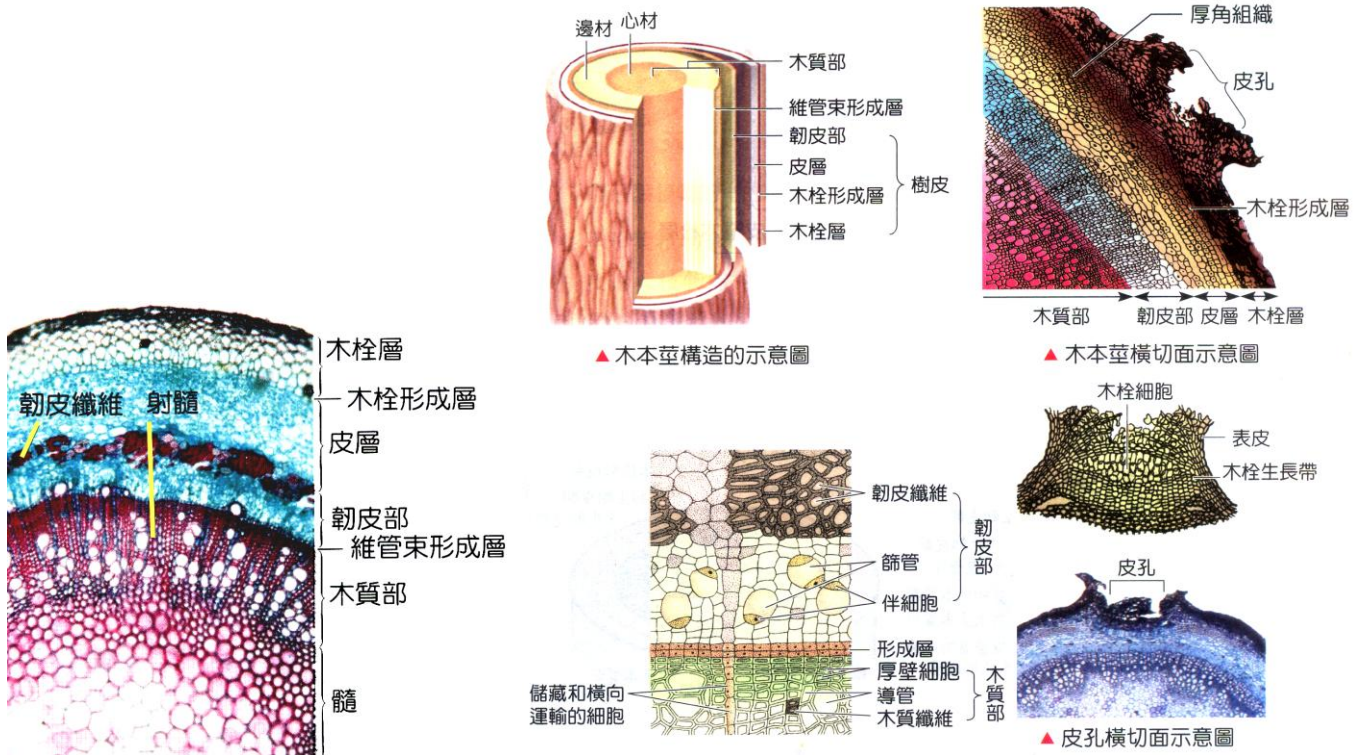 木栓層
木栓形成層
韌皮纖維 射髓
皮層
韌皮部
維管束形成層
木質部
髓
邊材 心材
木質部
維管束形成層
韌皮部
皮層
木栓形成層
木栓層
樹皮
▲ 木本莖構造的示意圖
韌皮纖維
篩管
伴細胞
韌皮部
形成層
厚壁細胞
導管
木質纖維
木質部
儲藏和橫向
運輸的細胞
厚角組織
皮孔
木栓形成層
木質部 韌皮部 皮層 木栓層
▲ 木本莖橫切面示意圖
木栓細胞
表皮
木栓生長帶
皮孔
▲ 皮孔橫切面示意圖